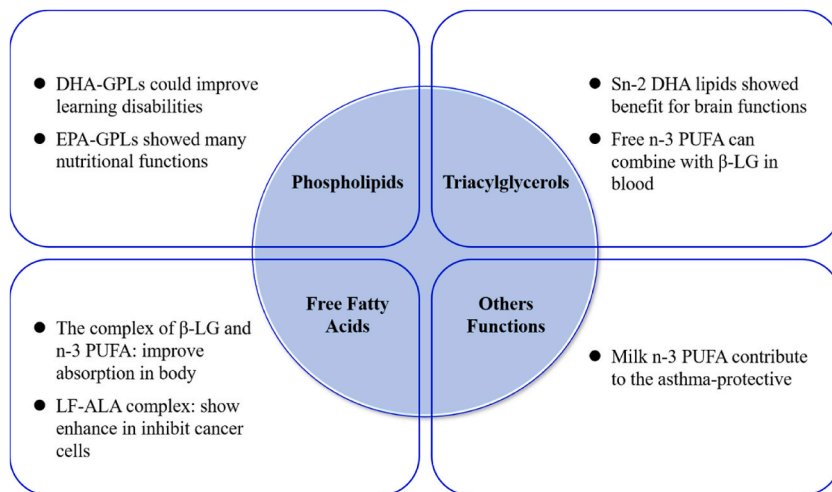 ● DHA-GPLs could improve
learning disabilities
● EPA-GPLs showed many
nutritional functions
Phospholipids
Triacylglycerols
● Sn-2 DHA lipids showed
benefit for brain functions
● Free n-3 PUFA can
combine with β-LG in
blood
● The complex of β-LG and
n-3 PUFA: improve
absorption in body
● LF-ALA complex: show
enhance in inhibit cancer
cells
Free Fatty
Acids
Others
Functions
● Milk n-3 PUFA contribute
to the asthma-protective